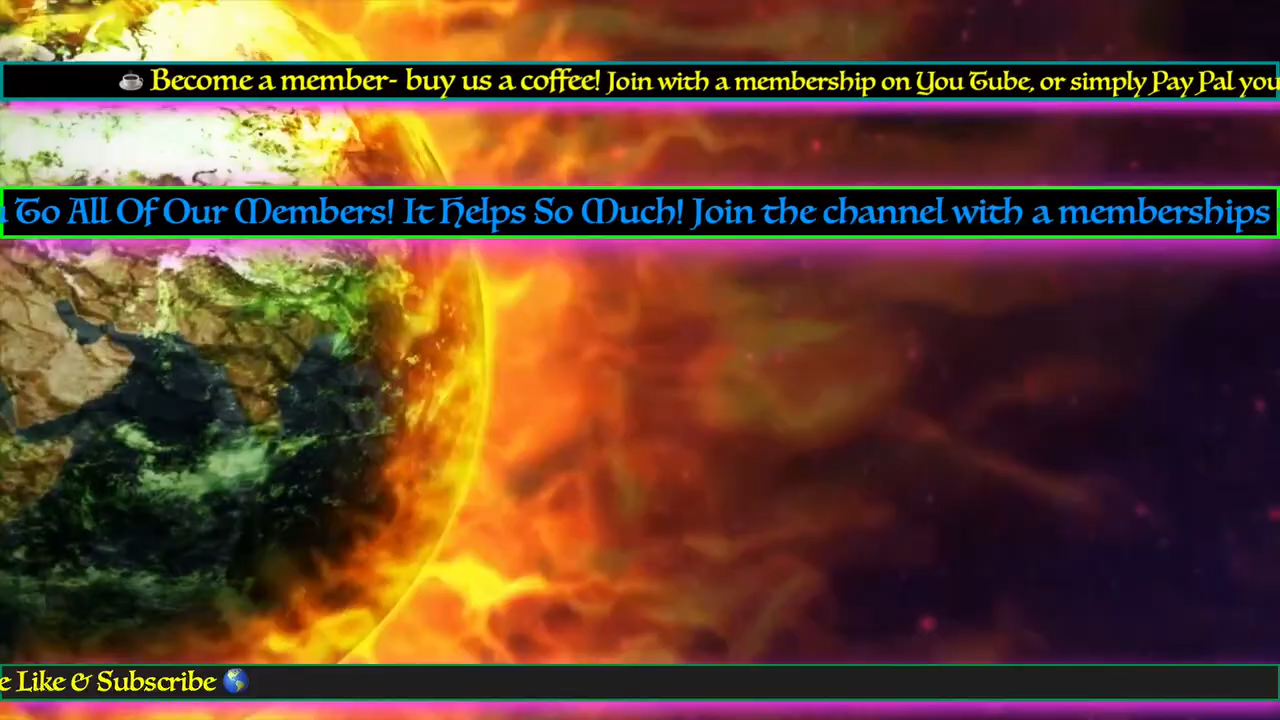 ☕ Become a member- buy us a coffee! Join with a membership on You Tube, or simply Pay Pal you
To All Of Our Members! It Helps So Much! Join the channel with a memberships
e Like & Subscribe 🌎